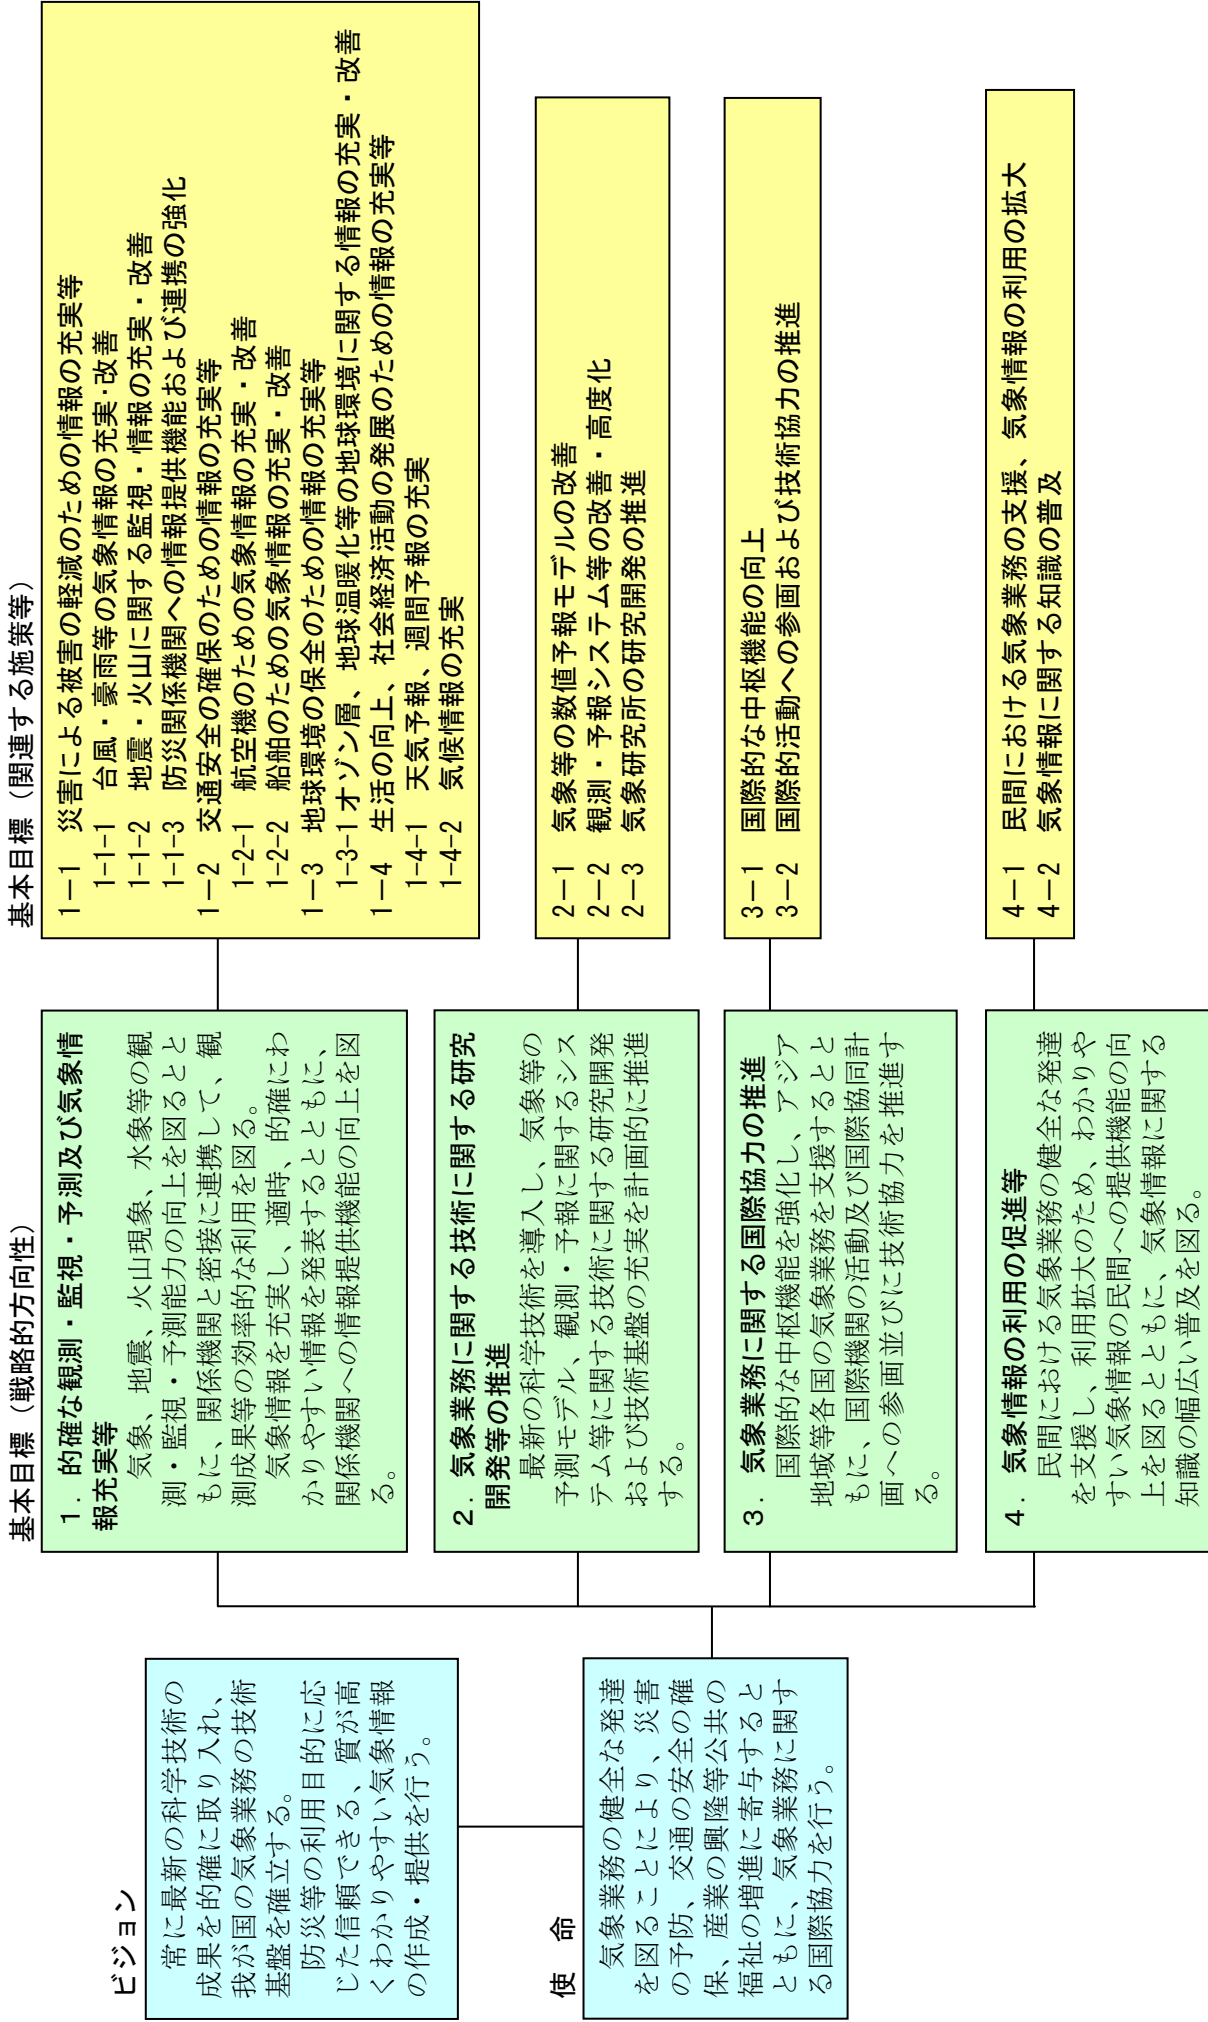 ビジョン
常に最新の科学技術の
成果を的確に取り入れ、
我が国の気象業務の技術
基盤を確立する。
防災等の利用目的に応
じた信頼できる、質が高
くわかりやすい気象情報
の作成・提供を行う。
使　命
気象業務の健全な発達
を図ることにより、災害
の予防、交通の安全の確
保、産業の興隆等公共の
福祉の増進に寄与すると
ともに、気象業務に関す
る国際協力を行う。
基本目標（戦略的方向性）
１．的確な観測・監視・予測及び気象情
報充実等
気象、地震、火山現象、水象等の観
測・監視・予測能力の向上を図るとと
もに、関係機関と密接に連携して、観
測成果等の効率的な利用を図る。
気象情報を充実し、適時、的確にわ
かりやすい情報を発表するとともに、
関係機関への情報提供機能の向上を図
る。
２．気象業務に関する技術に関する研究
開発等の推進
最新の科学技術を導入し、気象等の
予測モデル、観測・予報に関するシス
テム等に関する技術に関する研究開発
および技術基盤の充実を計画的に推進
する。
３．気象業務に関する国際協力の推進
国際的な中枢機能を強化し、アジア
地域等各国の気象業務を支援するとと
もに、国際機関の活動及び国際協同計
画への参画並びに技術協力を推進す
る。
４．気象情報の利用の促進等
民間における気象業務の健全な発達
を支援し、利用拡大のため、わかりや
すい気象情報の民間への提供機能の向
上を図るとともに、気象情報に関する
知識の幅広い普及を図る。
基本目標（関連する施策等）
1－1　災害による被害の軽減のための情報の充実等
1-1-1　台風・豪雨等の気象情報の充実・改善
1-1-2　地震・火山に関する監視・情報の充実・改善
1-1-3　防災関係機関への情報提供機能および連携の強化
1－2　交通安全の確保のための情報の充実等
1-2-1　航空機のための気象情報の充実・改善
1-2-2　船舶のための気象情報の充実・改善
1－3　地球環境の保全のための情報の充実等
1-3-1 オゾン層、地球温暖化等の地球環境に関する情報の充実・改善
1－4　生活の向上、社会経済活動の発展のための情報の充実等
1-4-1　天気予報、週間予報の充実
1-4-2　気候情報の充実
2－1　気象等の数値予報モデルの改善
2－2　観測・予報システム等の改善・高度化
2－3　気象研究所の研究開発の推進
3－1　国際的な中枢機能の向上
3－2　国際的活動への参画および技術協力の推進
4－1　民間における気象業務の支援、気象情報の利用の拡大
4－2　気象情報に関する知識の普及